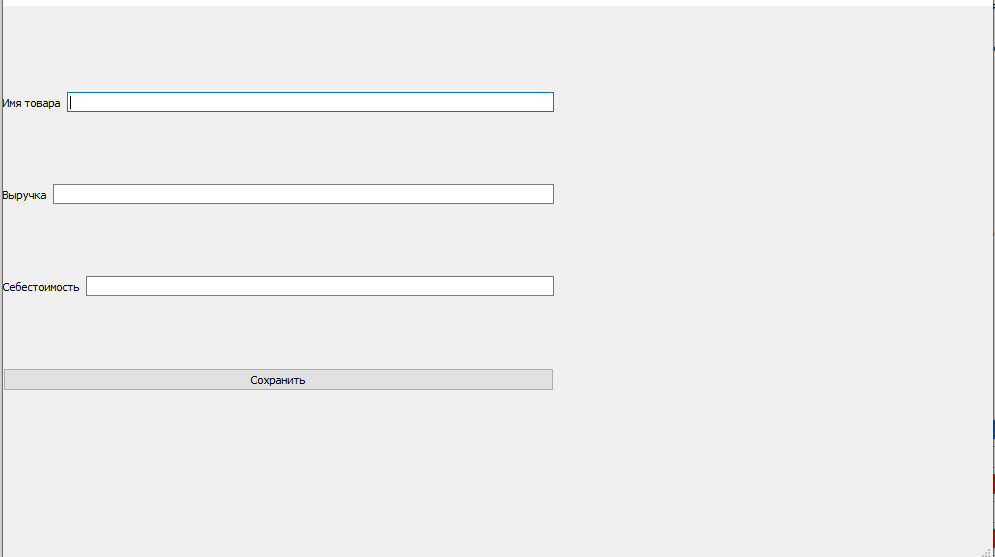 Имя товара
Выручка
Себестоимость
Сохранить